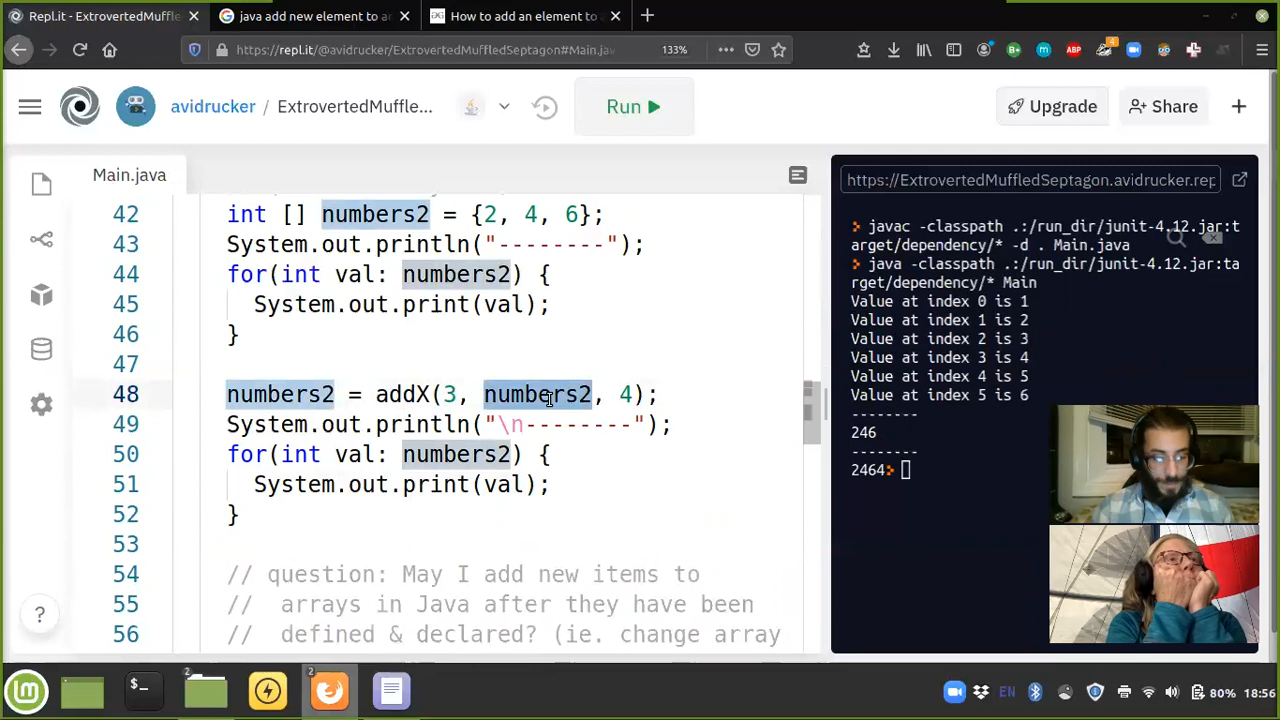 Repl.it - ExtrovertedMuffle
java add new element to a
How to add an element to
https://repl.it/@avidrucker/ExtrovertedMuffledSeptagon#Main.jav
133%
avidrucker / ExtrovertedMuffle...
Run
Upgrade
Share
Main.java
42 int [] numbers2 = {2, 4, 6};
43 System.out.println("--------");
44 for(int val: numbers2) {
45 System.out.print(val);
46 }
47
48 numbers2 = addX(3, numbers2, 4);
49 System.out.println("\n--------");
50 for(int val: numbers2) {
51 System.out.print(val);
52 }
53
54 // question: May I add new items to
55 // arrays in Java after they have been
56 // defined & declared? (ie. change array
?
https://ExtrovertedMuffledSeptagon.avidrucker.rep
javac -classpath .:/run_dir/junit-4.12.jar:t
arget/dependency/* -d . Main.java
java -classpath .:/run_dir/junit-4.12.jar:ta
rget/dependency/* Main
Value at index 0 is 1
Value at index 1 is 2
Value at index 2 is 3
Value at index 3 is 4
Value at index 4 is 5
Value at index 5 is 6
--------
246
--------
2464
2
2
EN
80%
18:56